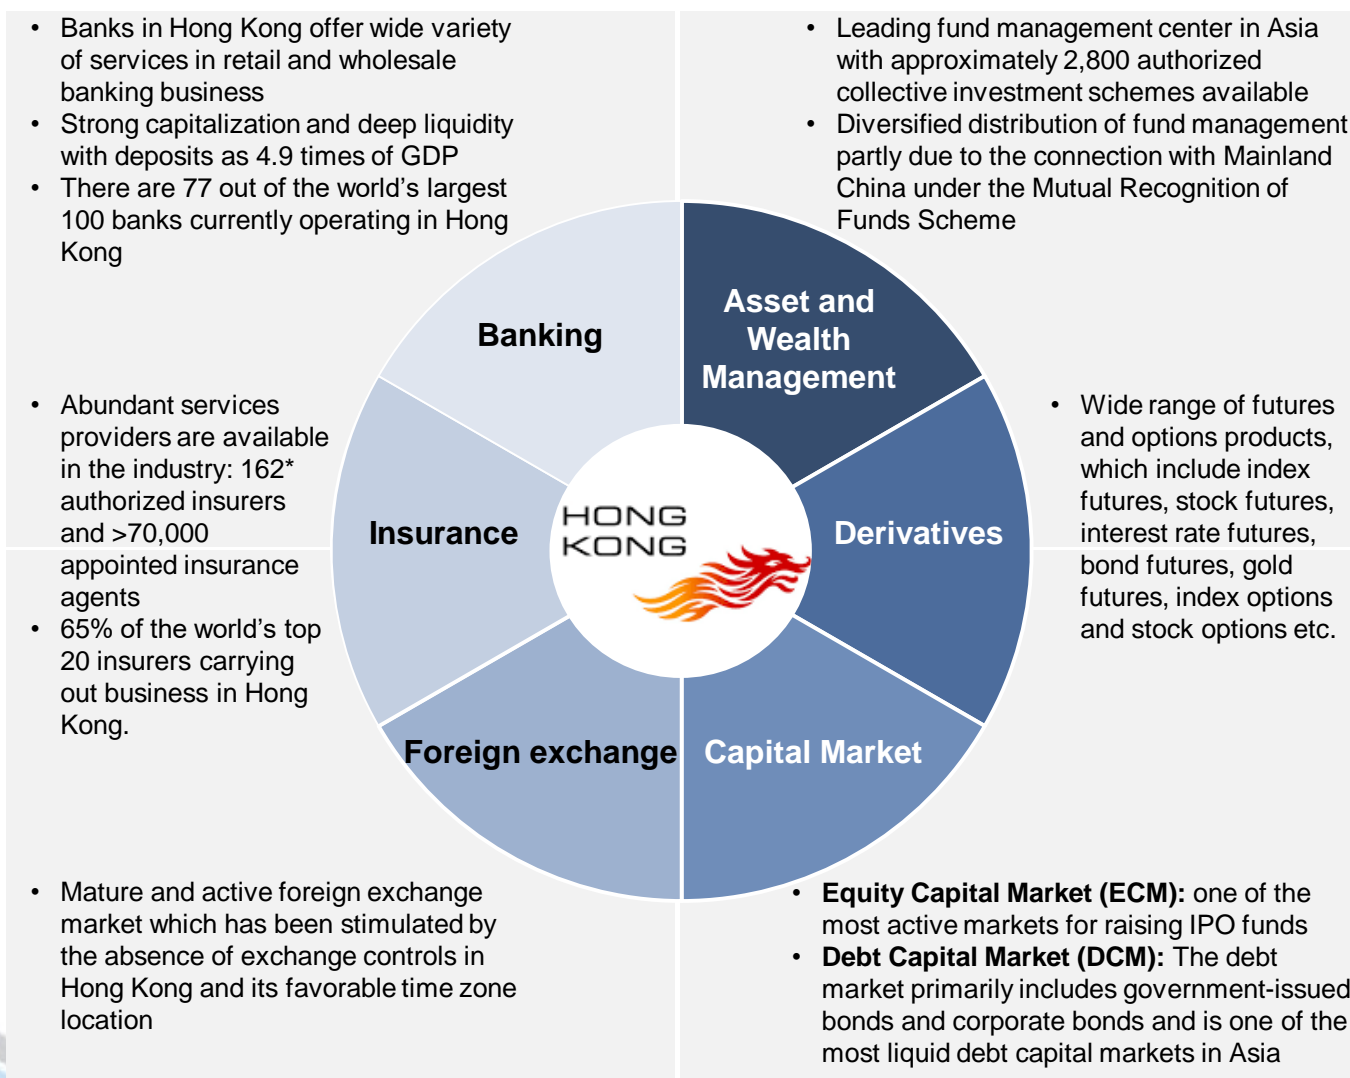 • Banks in Hong Kong offer wide variety
of services in retail and wholesale
banking business
• Strong capitalization and deep liquidity
with deposits as 4.9 times of GDP
• There are 77 out of the world's largest
100 banks currently operating in Hong
Kong
• Leading fund management center in Asia
with approximately 2,800 authorized
collective investment schemes available
• Diversified distribution of fund management
partly due to the connection with Mainland
China under the Mutual Recognition of
Funds Scheme
Banking
Asset and
Wealth
Management
• Abundant services
providers are available
in the industry: 162*
authorized insurers
and >70,000
appointed insurance
agents
• 65% of the world's top
20 insurers carrying
out business in Hong
Kong.
Insurance
HONG
KONG
Derivatives
• Wide range of futures
and options products,
which include index
futures, stock futures,
interest rate futures,
bond futures, gold
futures, index options
and stock options etc.
Foreign exchange
Capital Market
• Mature and active foreign exchange
market which has been stimulated by
the absence of exchange controls in
Hong Kong and its favorable time zone
location
• Equity Capital Market (ECM): one of the
most active markets for raising IPO funds
• Debt Capital Market (DCM): The debt
market primarily includes government-issued
bonds and corporate bonds and is one of the
most liquid debt capital markets in Asia